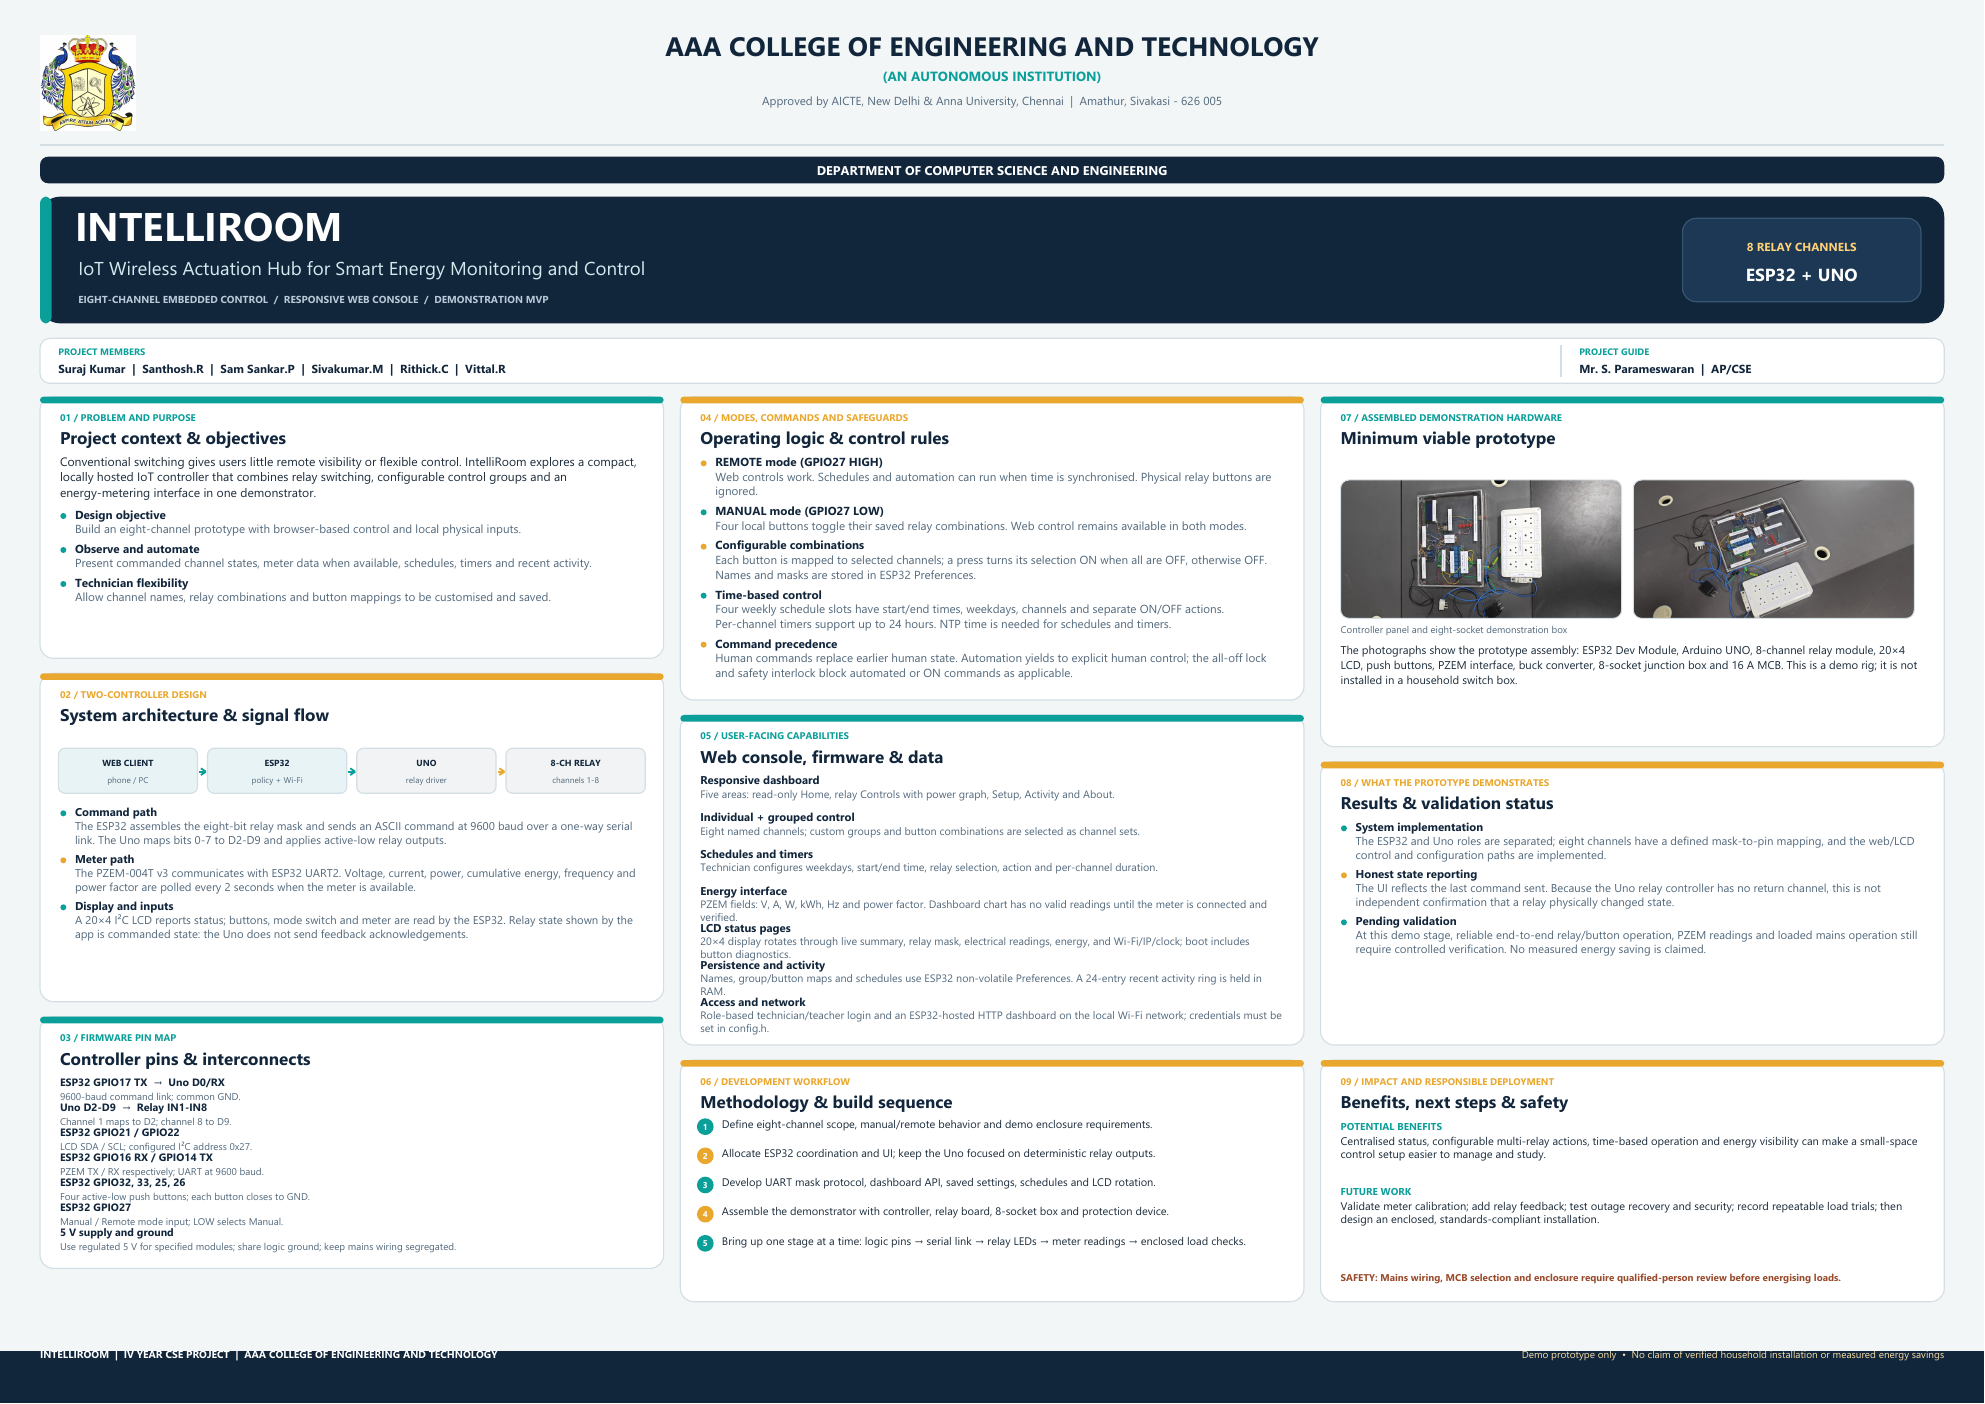 ASPIRE ATTAIN ACHIEVE
AAA COLLEGE OF ENGINEERING AND TECHNOLOGY
(AN AUTONOMOUS INSTITUTION)
Approved by AICTE, New Delhi & Anna University, Chennai | Amathur, Sivakasi - 626 005
DEPARTMENT OF COMPUTER SCIENCE AND ENGINEERING
INTELLIROOM
IoT Wireless Actuation Hub for Smart Energy Monitoring and Control
EIGHT-CHANNEL EMBEDDED CONTROL / RESPONSIVE WEB CONSOLE / DEMONSTRATION MVP
8 RELAY CHANNELS
ESP32 + UNO
PROJECT MEMBERS
Suraj Kumar | Santhosh.R | Sam Sankar.P | Sivakumar.M | Rithick.C | Vittal.R
PROJECT GUIDE
Mr. S. Parameswaran | AP/CSE
01 / PROBLEM AND PURPOSE
Project context & objectives
Conventional switching gives users little remote visibility or flexible control. IntelliRoom explores a compact,
locally hosted IoT controller that combines relay switching, configurable control groups and an
energy-metering interface in one demonstrator.
Design objective
Build an eight-channel prototype with browser-based control and local physical inputs.
Observe and automate
Present commanded channel states, meter data when available, schedules, timers and recent activity.
Technician flexibility
Allow channel names, relay combinations and button mappings to be customised and saved.
02 / TWO-CONTROLLER DESIGN
System architecture & signal flow
WEB CLIENT
phone / PC
ESP32
policy + Wi-Fi
UNO
relay driver
8-CH RELAY
channels 1-8
Command path
The ESP32 assembles the eight-bit relay mask and sends an ASCII command at 9600 baud over a one-way serial
link. The Uno maps bits 0-7 to D2-D9 and applies active-low relay outputs.
Meter path
The PZEM-004T v3 communicates with ESP32 UART2. Voltage, current, power, cumulative energy, frequency and
power factor are polled every 2 seconds when the meter is available.
Display and inputs
A 20×4 I²C LCD reports status; buttons, mode switch and meter are read by the ESP32. Relay state shown by the
app is commanded state: the Uno does not send feedback acknowledgements.
03 / FIRMWARE PIN MAP
Controller pins & interconnects
ESP32 GPIO17 TX → Uno D0/RX
9600-baud command link; common GND.
Uno D2-D9 → Relay IN1-IN8
Channel 1 maps to D2; channel 8 to D9.
ESP32 GPIO21 / GPIO22
LCD SDA / SCL; configured I²C address 0x27.
ESP32 GPIO16 RX / GPIO14 TX
PZEM TX / RX respectively; UART at 9600 baud.
ESP32 GPIO32, 33, 25, 26
Four active-low push buttons; each button closes to GND.
ESP32 GPIO27
Manual / Remote mode input; LOW selects Manual.
5 V supply and ground
Use regulated 5 V for specified modules; share logic ground; keep mains wiring segregated.
04 / MODES, COMMANDS AND SAFEGUARDS
Operating logic & control rules
REMOTE mode (GPIO27 HIGH)
Web controls work. Schedules and automation can run when time is synchronised. Physical relay buttons are
ignored.
MANUAL mode (GPIO27 LOW)
Four local buttons toggle their saved relay combinations. Web control remains available in both modes.
Configurable combinations
Each button is mapped to selected channels; a press turns its selection ON when all are OFF, otherwise OFF.
Names and masks are stored in ESP32 Preferences.
Time-based control
Four weekly schedule slots have start/end times, weekdays, channels and separate ON/OFF actions.
Per-channel timers support up to 24 hours. NTP time is needed for schedules and timers.
Command precedence
Human commands replace earlier human state. Automation yields to explicit human control; the all-off lock
and safety interlock block automated or ON commands as applicable.
05 / USER-FACING CAPABILITIES
Web console, firmware & data
Responsive dashboard
Five areas: read-only Home, relay Controls with power graph, Setup, Activity and About.
Individual + grouped control
Eight named channels; custom groups and button combinations are selected as channel sets.
Schedules and timers
Technician configures weekdays, start/end time, relay selection, action and per-channel duration.
Energy interface
PZEM fields: V, A, W, kWh, Hz and power factor. Dashboard chart has no valid readings until the meter is connected and
verified.
LCD status pages
20×4 display rotates through live summary, relay mask, electrical readings, energy, and Wi-Fi/IP/clock; boot includes
button diagnostics.
Persistence and activity
Names, group/button maps and schedules use ESP32 non-volatile Preferences. A 24-entry recent activity ring is held in
RAM.
Access and network
Role-based technician/teacher login and an ESP32-hosted HTTP dashboard on the local Wi-Fi network; credentials must be
set in config.h.
06 / DEVELOPMENT WORKFLOW
Methodology & build sequence
1 Define eight-channel scope, manual/remote behavior and demo enclosure requirements.
2 Allocate ESP32 coordination and UI; keep the Uno focused on deterministic relay outputs.
3 Develop UART mask protocol, dashboard API, saved settings, schedules and LCD rotation.
4 Assemble the demonstrator with controller, relay board, 8-socket box and protection device.
5 Bring up one stage at a time: logic pins → serial link → relay LEDs → meter readings → enclosed load checks.
07 / ASSEMBLED DEMONSTRATION HARDWARE
Minimum viable prototype
Controller panel and eight-socket demonstration box
The photographs show the prototype assembly: ESP32 Dev Module, Arduino UNO, 8-channel relay module, 20×4
LCD, push buttons, PZEM interface, buck converter, 8-socket junction box and 16 A MCB. This is a demo rig; it is not
installed in a household switch box.
08 / WHAT THE PROTOTYPE DEMONSTRATES
Results & validation status
System implementation
The ESP32 and Uno roles are separated; eight channels have a defined mask-to-pin mapping, and the web/LCD
control and configuration paths are implemented.
Honest state reporting
The UI reflects the last command sent. Because the Uno relay controller has no return channel, this is not
independent confirmation that a relay physically changed state.
Pending validation
At this demo stage, reliable end-to-end relay/button operation, PZEM readings and loaded mains operation still
require controlled verification. No measured energy saving is claimed.
09 / IMPACT AND RESPONSIBLE DEPLOYMENT
Benefits, next steps & safety
POTENTIAL BENEFITS
Centralised status, configurable multi-relay actions, time-based operation and energy visibility can make a small-space
control setup easier to manage and study.
FUTURE WORK
Validate meter calibration; add relay feedback; test outage recovery and security; record repeatable load trials; then
design an enclosed, standards-compliant installation.
SAFETY: Mains wiring, MCB selection and enclosure require qualified-person review before energising loads.
INTELLIROOM | IV YEAR CSE PROJECT | AAA COLLEGE OF ENGINEERING AND TECHNOLOGY
Demo prototype only • No claim of verified household installation or measured energy savings